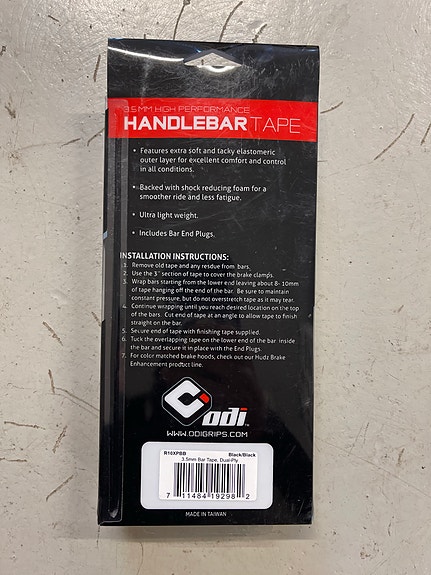 3.5MM HIGH PERFORMANCE
HANDLEBAR TAPE
• Features extra soft and tacky elastomeric
outer layer for excellent comfort and control
in all conditions.
• Backed with shock reducing foam for a
smoother ride and less fatigue.
• Ultra light weight.
• Includes Bar End Plugs.
INSTALLATION INSTRUCTIONS:
1. Remove old tape and any resdue from bars.
2. Use the 3" section of tape to cover the brake clamps.
3. Wrap bars starting from the lower end leaving about 8- 10mm
of tape hanging off the end of the bar. Be sure to maintain
constant pressure, but do not overstretch tape as it may tear.
4. Continue wrapping until you reach desired location on the top
of the bars. Cut end of tape at an angle to allow tape to finish
straight on the bar.
5. Secure end of tape with finishing tape supplied.
6. Tuck the overlapping tape on the lower end of the bar inside
the bar and secure it in place with the End Plugs.
7. For color matched brake hoods, check out our Hudz Brake
Enhancement product line.
odi
WWW.ODIGRIPS.COM
R10XPBB Black/Black
3.5mm Bar Tape, Dual-Ply
7 11484 19298 2
MADE IN TAIWAN